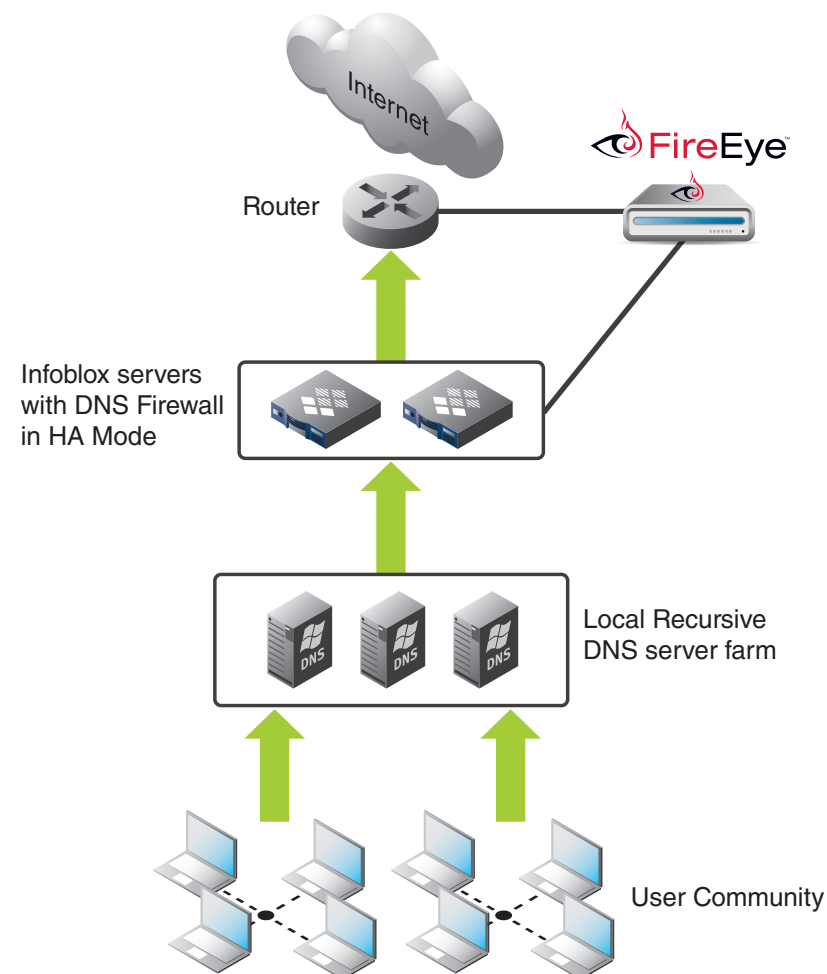 Internet
FireEye™
Router
Infoblox servers
with DNS Firewall
in HA Mode
DNS
DNS
DNS
Local Recursive
DNS server farm
User Community